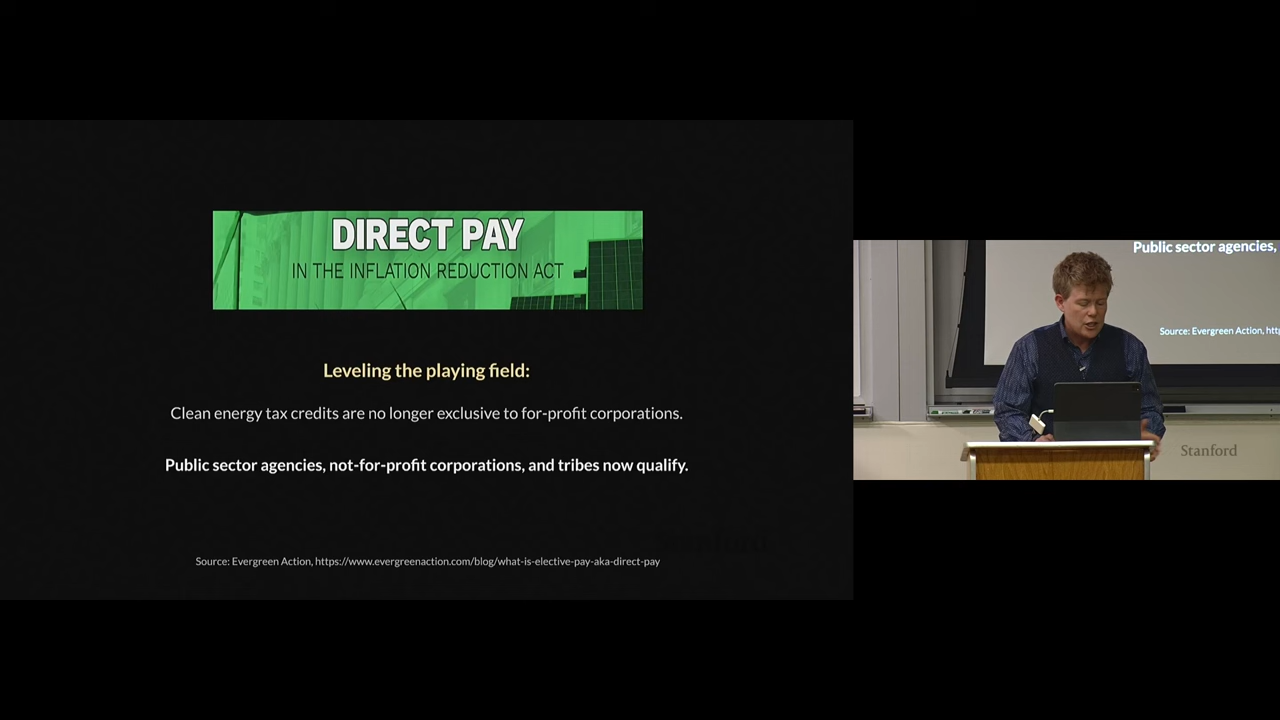 DIRECT PAY
IN THE INFLATION REDUCTION ACT
Leveling the playing field:
Clean energy tax credits are no longer exclusive to for-profit corporations.
Public sector agencies, not-for-profit corporations, and tribes now qualify.
Source: Evergreen Action, https://www.evergreenaction.com/blog/what-is-elective-pay-aka-direct-pay
Public sector agencies,
Source: Evergreen Action, http
Stanford